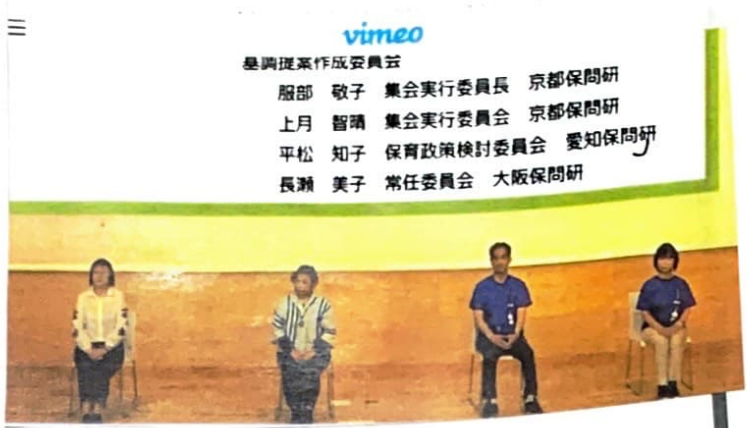 vimeo
基調提案作成委員会
服部 敬子 集会実行委員長 京都保問研
上月 智晴 集会実行委員会 京都保問研
平松 知子 保育政策検討委員会 愛知保問研
長瀬 美子 常任委員会 大阪保問研